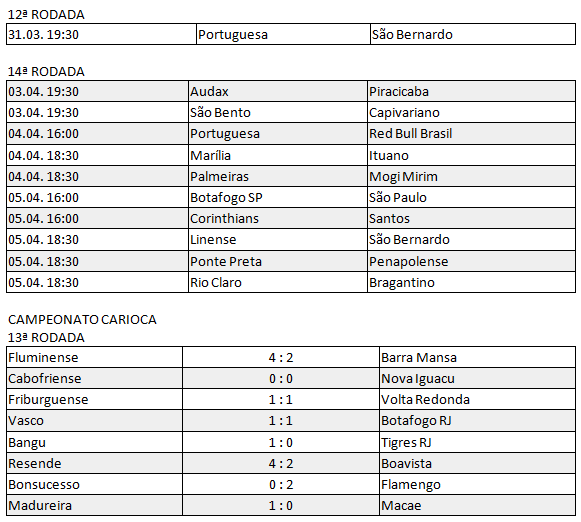 12ª RODADA
31.03. 19:30 Portuguesa São Bernardo
14ª RODADA
03.04. 19:30 Audax Piracicaba
03.04. 19:30 São Bento Capivariano
04.04. 16:00 Portuguesa Red Bull Brasil
04.04. 18:30 Marília Ituano
04.04. 18:30 Palmeiras Mogi Mirim
05.04. 16:00 Botafogo SP São Paulo
05.04. 16:00 Corinthians Santos
05.04. 18:30 Linense São Bernardo
05.04. 18:30 Ponte Preta Penapolense
05.04. 18:30 Rio Claro Bragantino
CAMPEONATO CARIOCA
13ª RODADA
Fluminense 4 : 2 Barra Mansa
Cabofriense 0 : 0 Nova Iguacu
Friburguense 1 : 1 Volta Redonda
Vasco 1 : 1 Botafogo RJ
Bangu 1 : 0 Tigres RJ
Resende 4 : 2 Boavista
Bonsucesso 0 : 2 Flamengo
Madureira 1 : 0 Macae